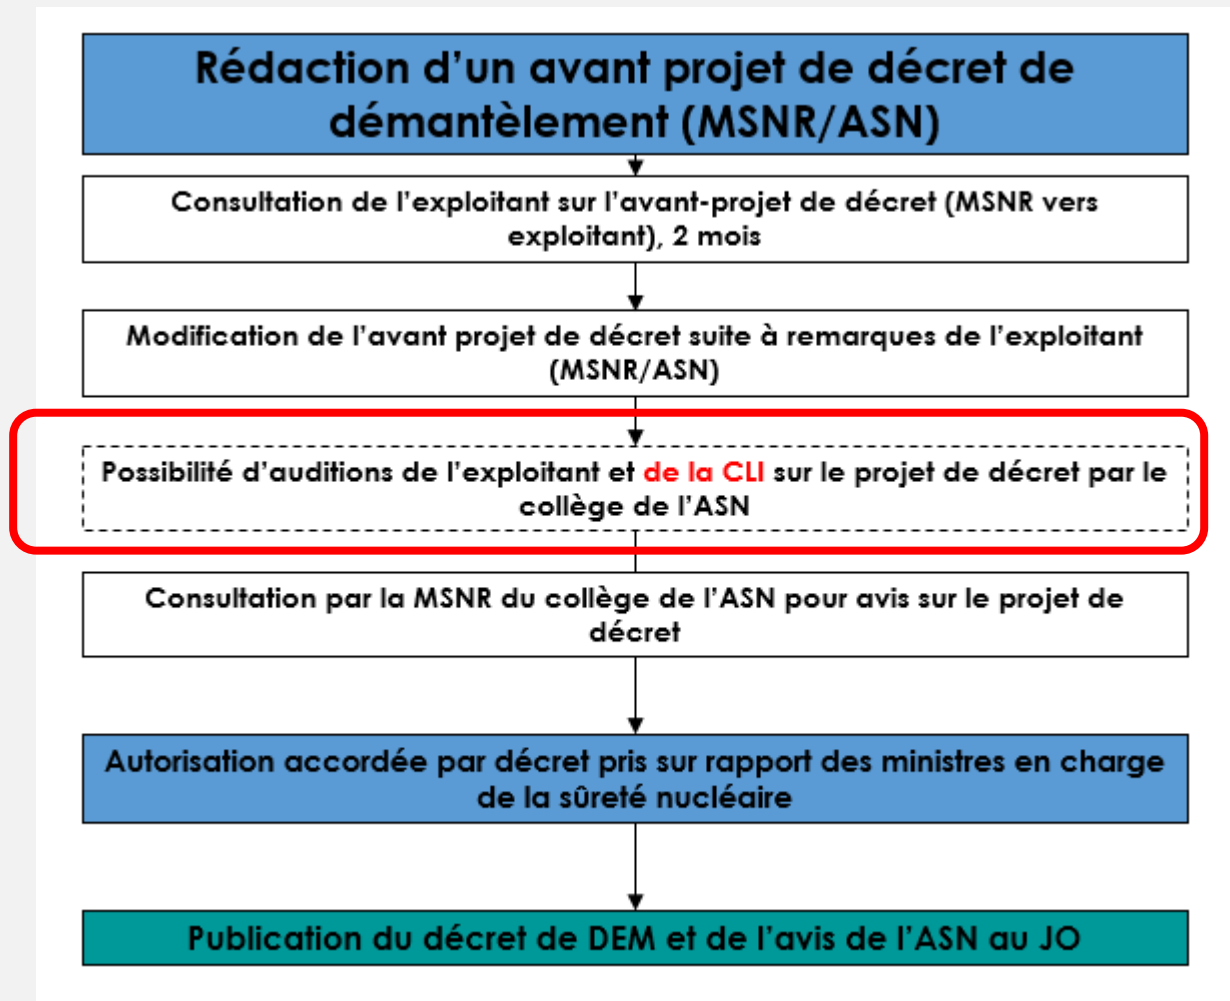 Rédaction d’un avant projet de décret de
démantèlement (MSNR/ASN)
Consultation de l’exploitant sur l’avant-projet de décret (MSNR vers
exploitant), 2 mois
Modification de l’avant projet de décret suite à remarques de l’exploitant
(MSNR/ASN)
Possibilité d’auditions de l’exploitant et de la CLI sur le projet de décret par le
collège de l’ASN
Consultation par la MSNR du collège de l’ASN pour avis sur le projet de
décret
Autorisation accordée par décret pris sur rapport des ministres en charge
de la sûreté nucléaire
Publication du décret de DEM et de l’avis de l’ASN au JO